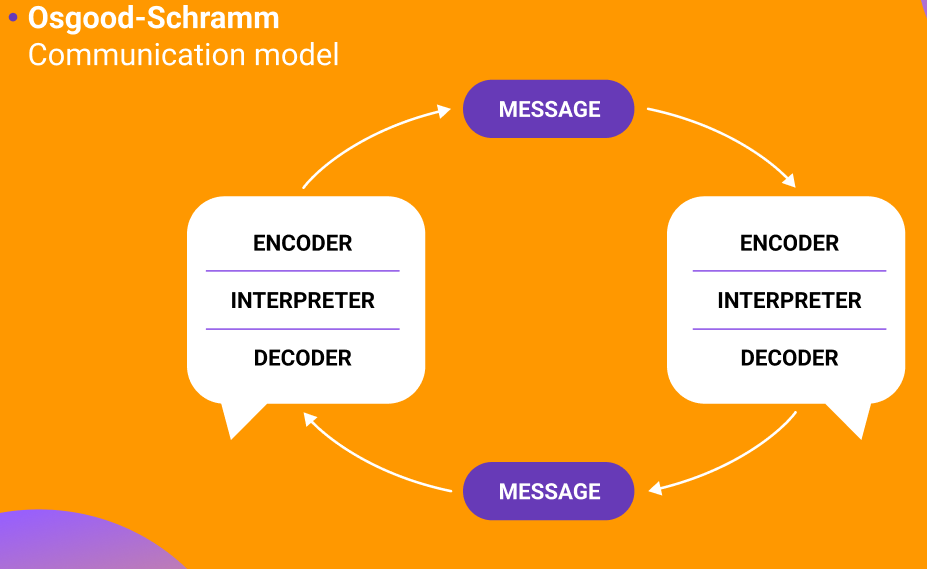 • Osgood-Schramm
Communication model
MESSAGE
ENCODER
INTERPRETER
DECODER
ENCODER
INTERPRETER
DECODER
MESSAGE